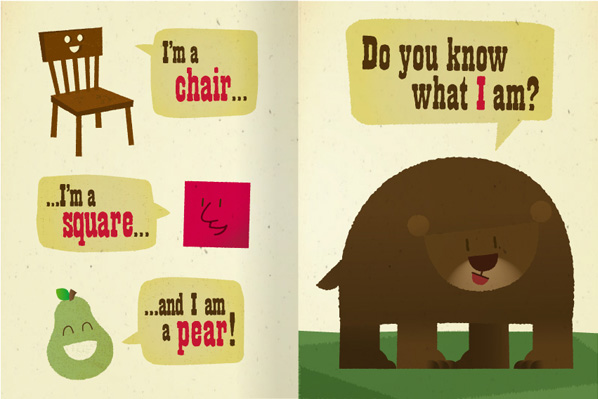 I'm a
chair...
...I'm a
square...
...and I am
a pear!
Do you know
what I am?